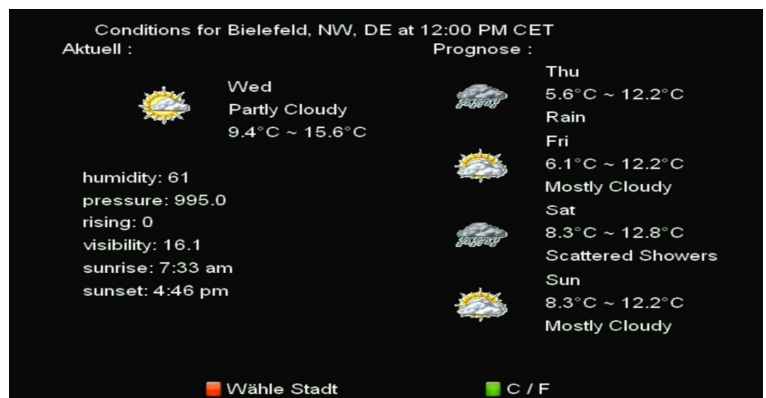 Conditions for Bielefeld, NW, DE at 12:00 PM CET
Aktuell :
Wed
Partly Cloudy
9.4°C ~ 15.6°C
humidity: 61
pressure: 995.0
rising: 0
visibility: 16.1
sunrise: 7:33 am
sunset: 4:46 pm
Prognose :
Thu
5.6°C ~ 12.2°C
Rain
Fri
6.1°C ~ 12.2°C
Mostly Cloudy
Sat
8.3°C ~ 12.8°C
Scattered Showers
Sun
8.3°C ~ 12.2°C
Mostly Cloudy
Wähle Stadt
C / F